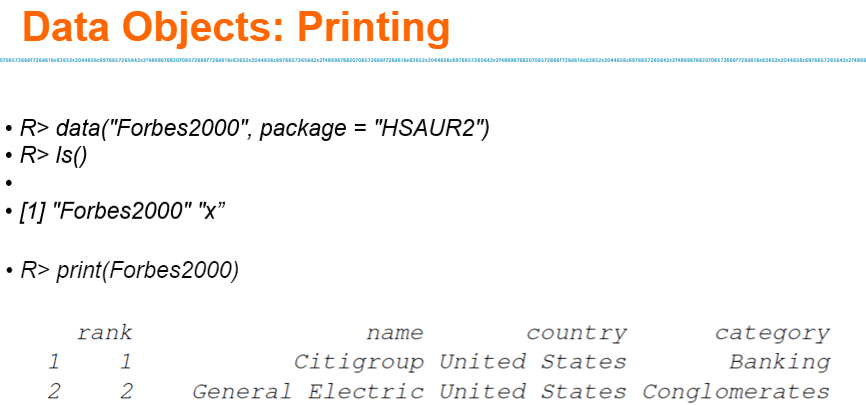 Data Objects: Printing
• R> data("Forbes2000", package = "HSAUR2")
• R> ls()
•
• [1] "Forbes2000" "x”
• R> print(Forbes2000)
rank name country category
1 1 Citigroup United States Banking
2 2 General Electric United States Conglomerates